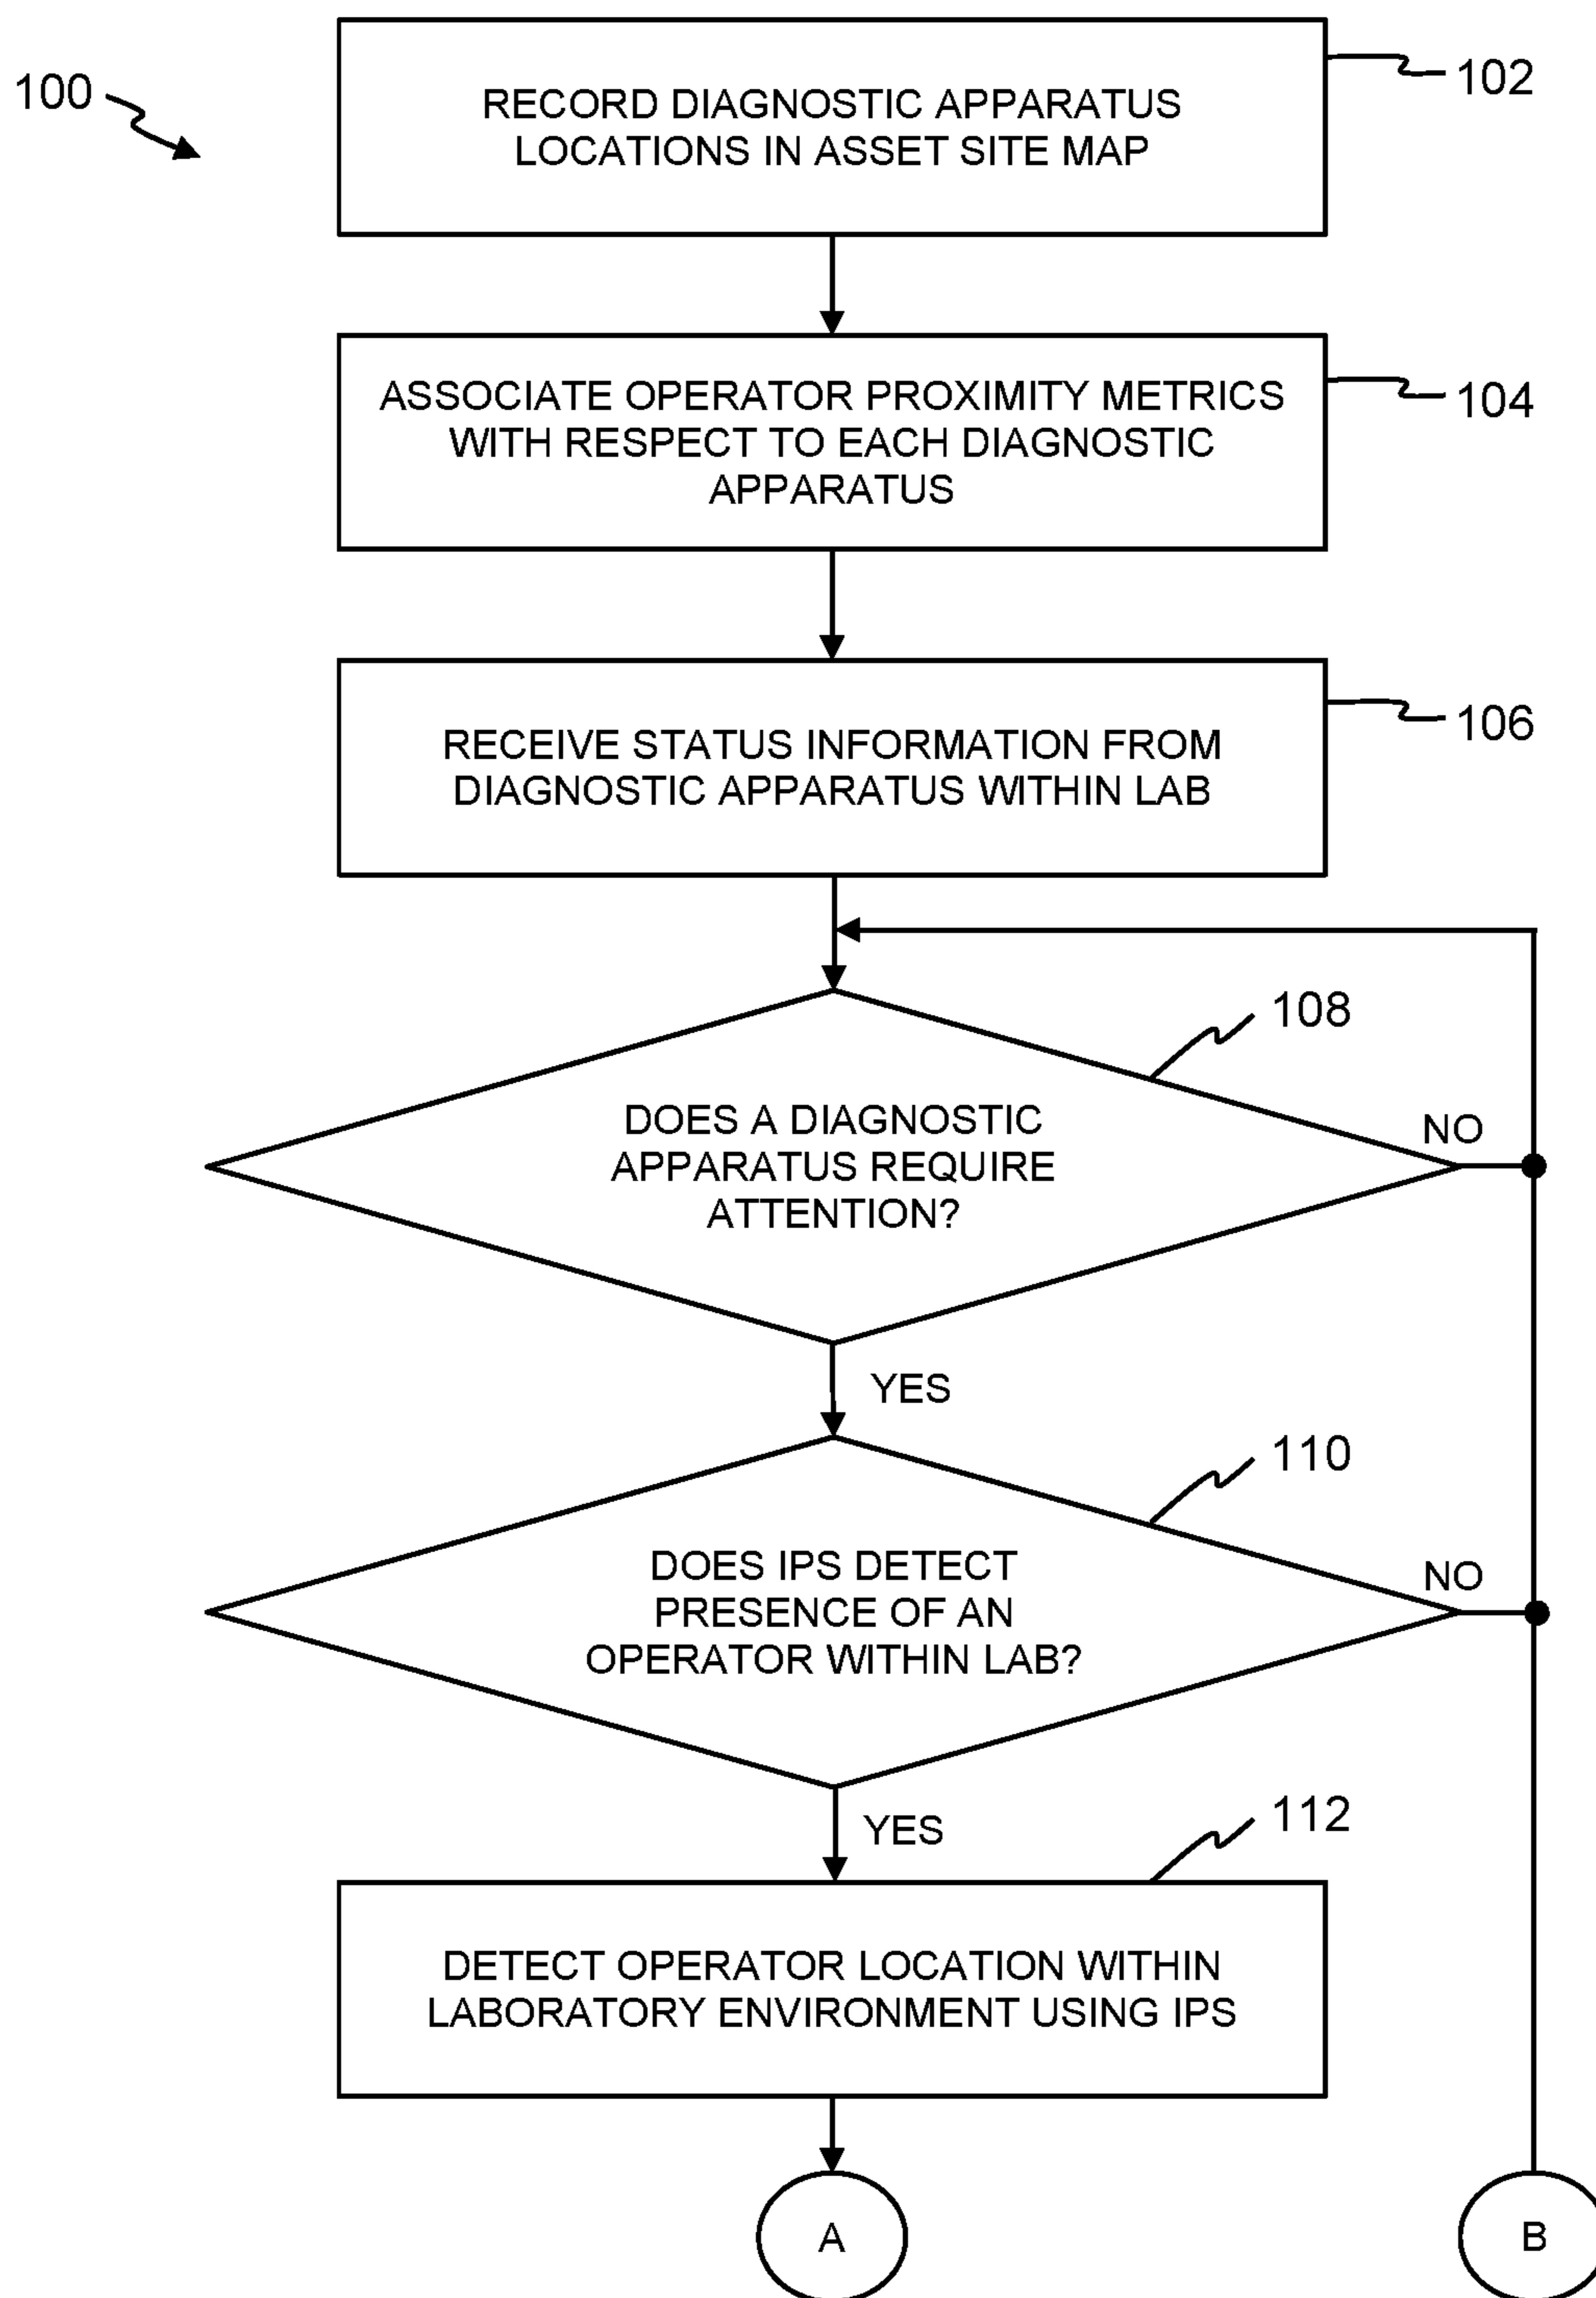 100
RECORD DIAGNOSTIC APPARATUS
LOCATIONS IN ASSET SITE MAP
102
ASSOCIATE OPERATOR PROXIMITY METRICS
WITH RESPECT TO EACH DIAGNOSTIC
APPARATUS
104
RECEIVE STATUS INFORMATION FROM
DIAGNOSTIC APPARATUS WITHIN LAB
106
108
DOES A DIAGNOSTIC
APPARATUS REQUIRE
ATTENTION?
NO
YES
110
DOES IPS DETECT
PRESENCE OF AN
OPERATOR WITHIN LAB?
NO
YES
112
DETECT OPERATOR LOCATION WITHIN
LABORATORY ENVIRONMENT USING IPS
A
B